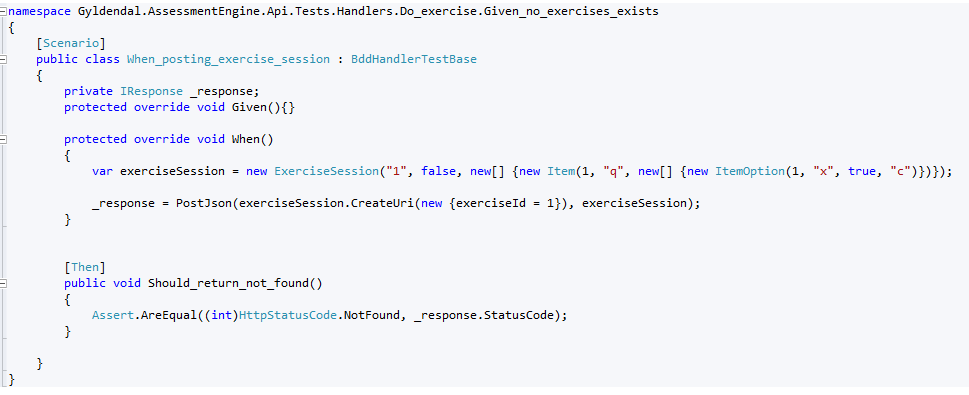 namespace Gyldendal.AssessmentEngine.Api.Tests.Handlers.Do_exercise.Given_no_exercises_exists
{
[Scenario]
public class When_posting_exercise_session : BddHandlerTestBase
{
private IResponse _response;
protected override void Given(){}
protected override void When()
{
var exerciseSession = new ExerciseSession("1", false, new[] {new Item(1, "q", new[] {new ItemOption(1, "x", true, "c")})});
_response = PostJson(exerciseSession.CreateUri(new {exerciseId = 1}), exerciseSession);
}
[Then]
public void Should_return_not_found()
{
Assert.AreEqual((int)HttpStatusCode.NotFound, _response.StatusCode);
}
}
}